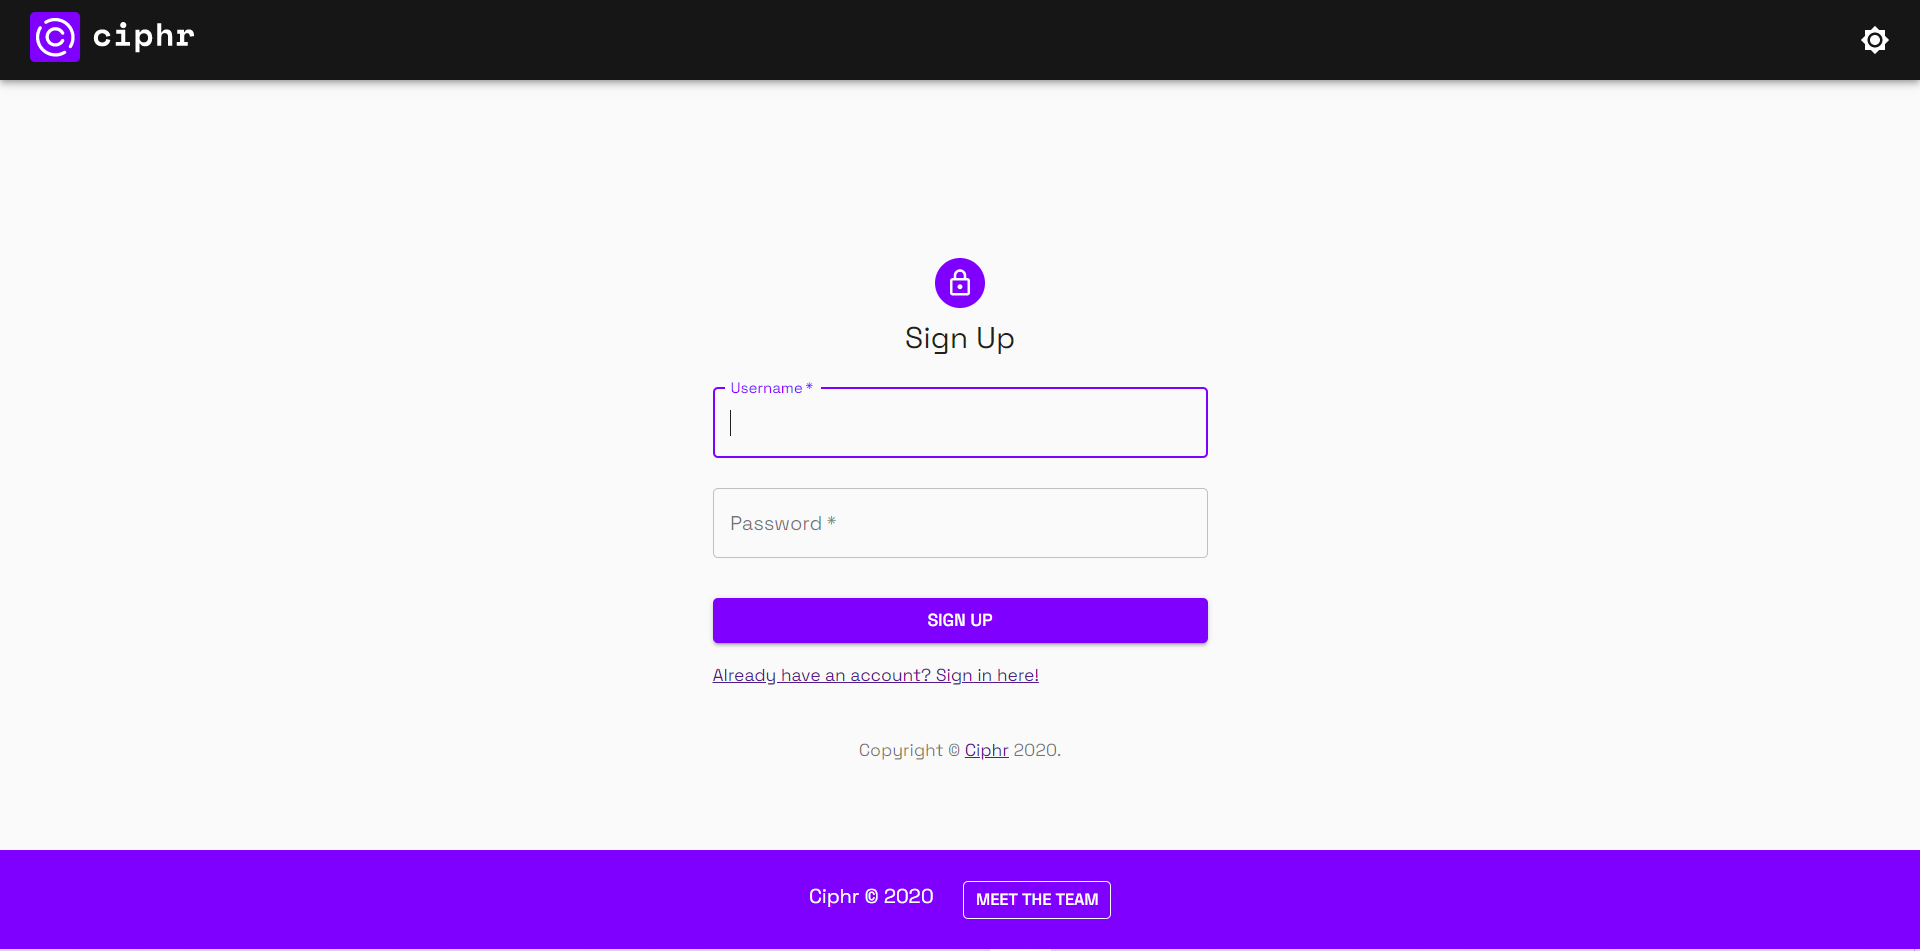 ciphr
Sign Up
Username *
Password *
SIGN UP
Already have an account? Sign in here!
Copyright © Ciphr 2020.
Ciphr © 2020
MEET THE TEAM